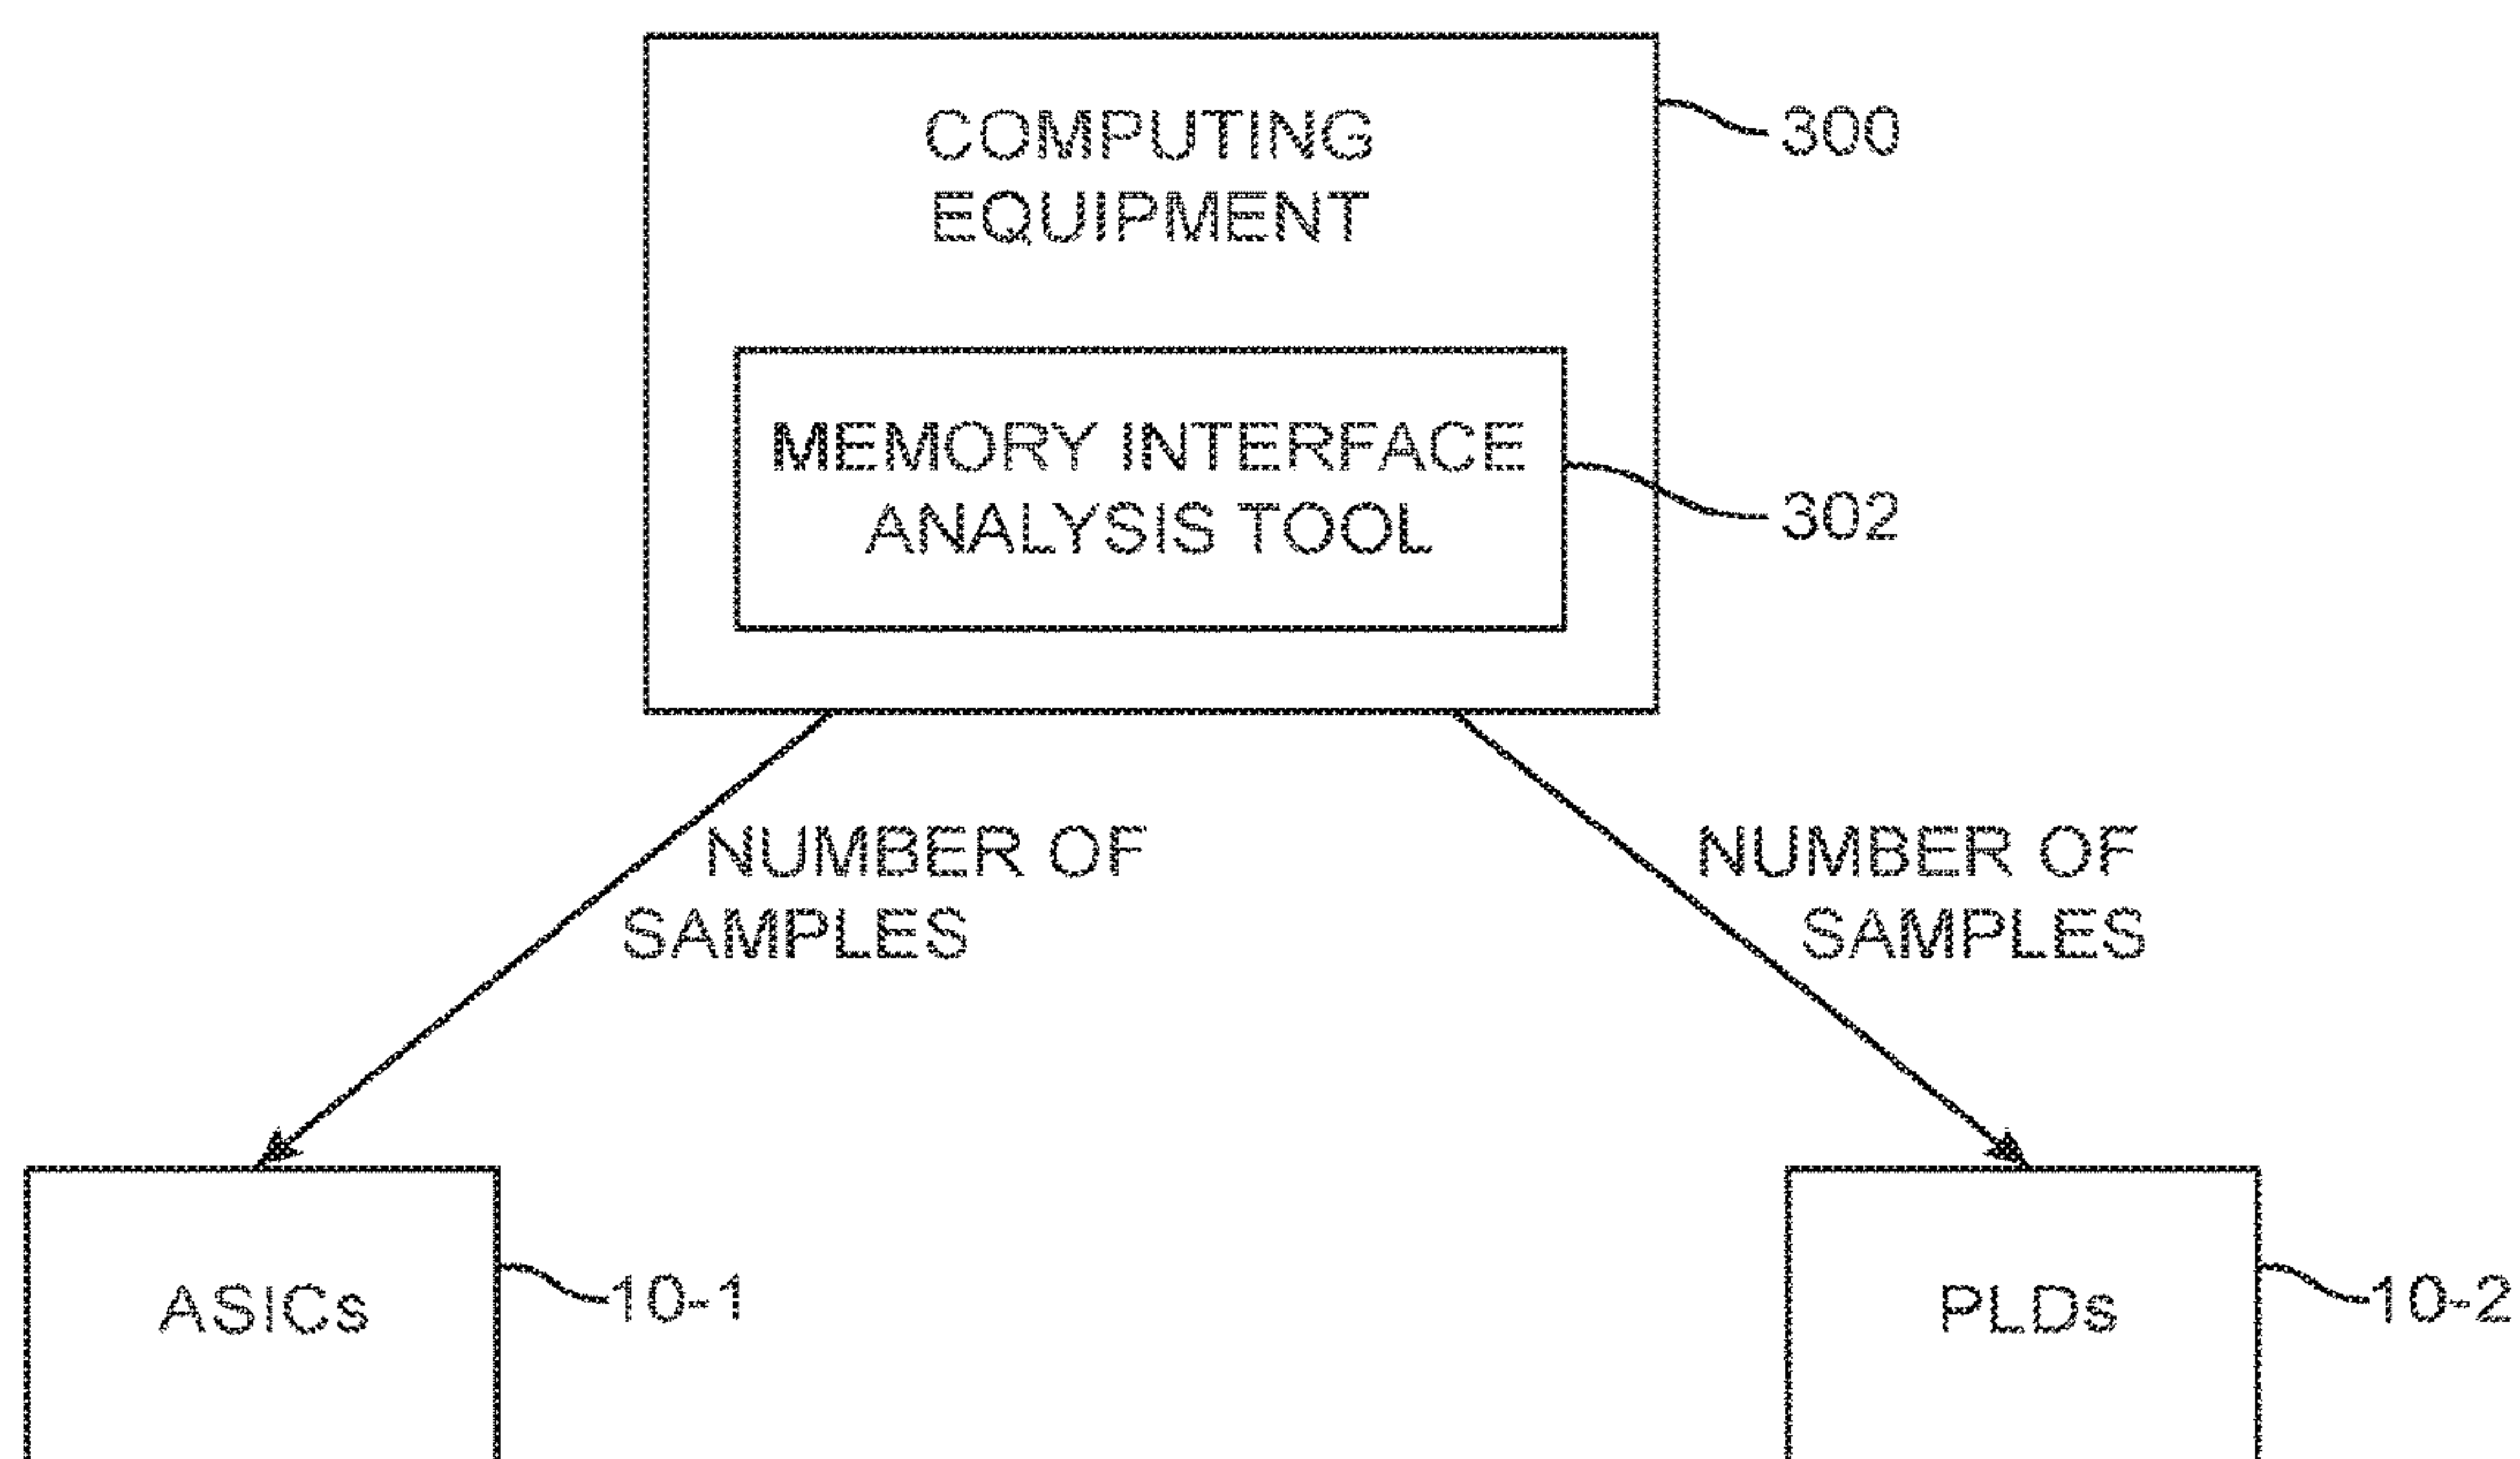 COMPUTING
EQUIPMENT
300
MEMORY INTERFACE
ANALYSIS TOOL
302
NUMBER OF
SAMPLES
NUMBER OF
SAMPLES
ASICs
10-1
PLDs
10-2